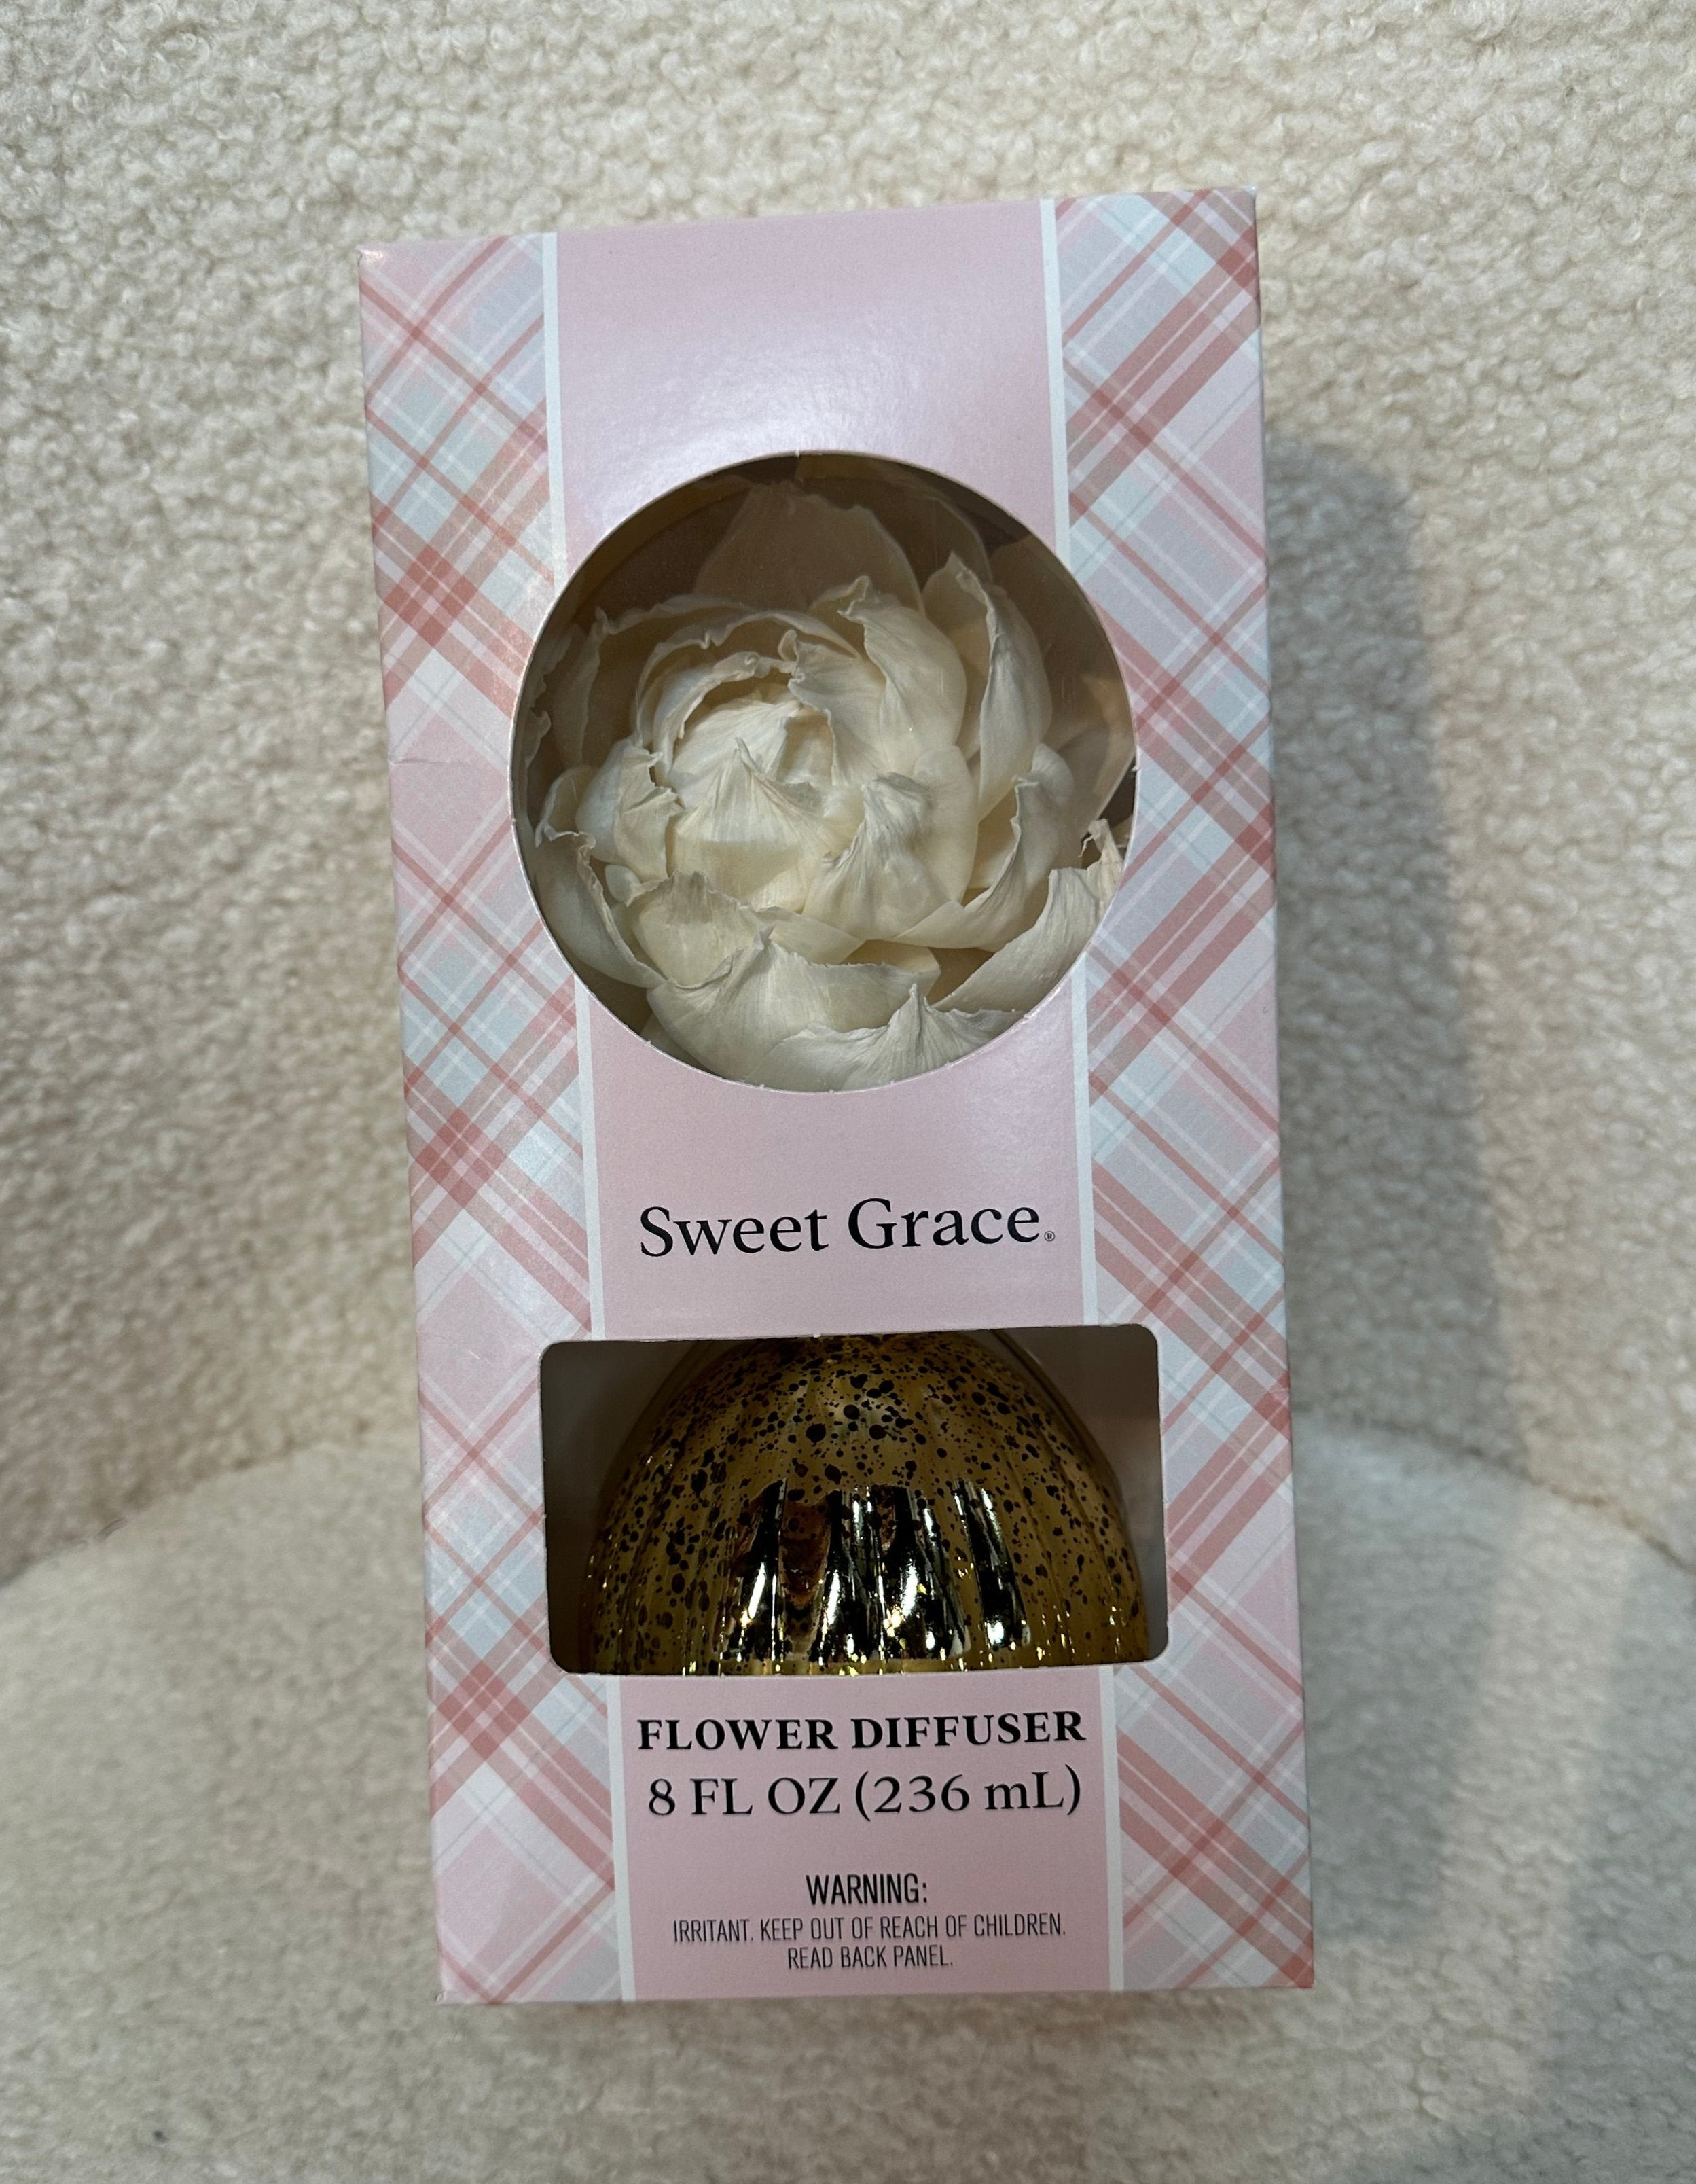 Sweet Grace®
FLOWER DIFFUSER
8 FL OZ (236 mL)
WARNING:
IRRITANT. KEEP OUT OF REACH OF CHILDREN.
READ BACK PANEL.